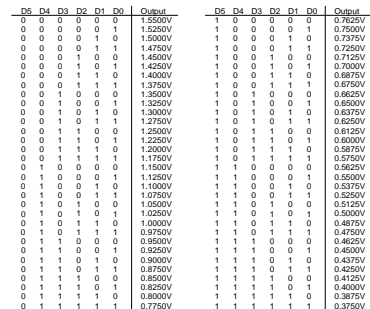 D5 D4 D3 D2 D1 D0 Output
0 0 0 0 0 0 1.5500V
0 0 0 0 0 1 1.5250V
0 0 0 0 1 0 1.5000V
0 0 0 0 1 1 1.4750V
0 0 0 1 0 0 1.4500V
0 0 0 1 0 1 1.4250V
0 0 0 1 1 0 1.4000V
0 0 0 1 1 1 1.3750V
0 0 1 0 0 0 1.3500V
0 0 1 0 0 1 1.3250V
0 0 1 0 1 0 1.3000V
0 0 1 0 1 1 1.2750V
0 0 1 1 0 0 1.2500V
0 0 1 1 0 1 1.2250V
0 0 1 1 1 0 1.2000V
0 0 1 1 1 1 1.1750V
0 1 0 0 0 0 1.1500V
0 1 0 0 0 1 1.1250V
0 1 0 0 1 0 1.1000V
0 1 0 0 1 1 1.0750V
0 1 0 1 0 0 1.0500V
0 1 0 1 0 1 1.0250V
0 1 0 1 1 0 1.0000V
0 1 0 1 1 1 0.9750V
0 1 1 0 0 0 0.9500V
0 1 1 0 0 1 0.9250V
0 1 1 0 1 0 0.9000V
0 1 1 0 1 1 0.8750V
0 1 1 1 0 0 0.8500V
0 1 1 1 0 1 0.8250V
0 1 1 1 1 0 0.8000V
0 1 1 1 1 1 0.7750V
D5 D4 D3 D2 D1 D0 Output
1 0 0 0 0 0 0.7625V
1 0 0 0 0 1 0.7500V
1 0 0 0 1 0 0.7375V
1 0 0 0 1 1 0.7250V
1 0 0 1 0 0 0.7125V
1 0 0 1 0 1 0.7000V
1 0 0 1 1 0 0.6875V
1 0 0 1 1 1 0.6750V
1 0 1 0 0 0 0.6625V
1 0 1 0 0 1 0.6500V
1 0 1 0 1 0 0.6375V
1 0 1 0 1 1 0.6250V
1 0 1 1 0 0 0.6125V
1 0 1 1 0 1 0.6000V
1 0 1 1 1 0 0.5875V
1 0 1 1 1 1 0.5750V
1 1 0 0 0 0 0.5625V
1 1 0 0 0 1 0.5500V
1 1 0 0 1 0 0.5375V
1 1 0 0 1 1 0.5250V
1 1 0 1 0 0 0.5125V
1 1 0 1 0 1 0.5000V
1 1 0 1 1 0 0.4875V
1 1 0 1 1 1 0.4750V
1 1 1 0 0 0 0.4625V
1 1 1 0 0 1 0.4500V
1 1 1 0 1 0 0.4375V
1 1 1 0 1 1 0.4250V
1 1 1 1 0 0 0.4125V
1 1 1 1 0 1 0.4000V
1 1 1 1 1 0 0.3875V
1 1 1 1 1 1 0.3750V